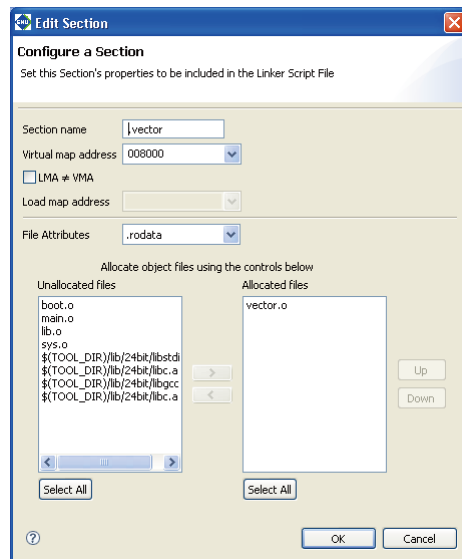 GNU Edit Section
Configure a Section
Set this Section's properties to be included in the Linker Script File
Section name .vector
Virtual map address 008000
LMA ≠ VMA
Load map address
File Attributes .rodata
Allocate object files using the controls below
Unallocated files Allocated files
boot.o vector.o
main.o
lib.o
sys.o
$(TOOL_DIR)/lib/24bit/libstdi
$(TOOL_DIR)/lib/24bit/libc.a
$(TOOL_DIR)/lib/24bit/libgcc
$(TOOL_DIR)/lib/24bit/libc.a
> Up
< Down
Select All Select All
? OK Cancel